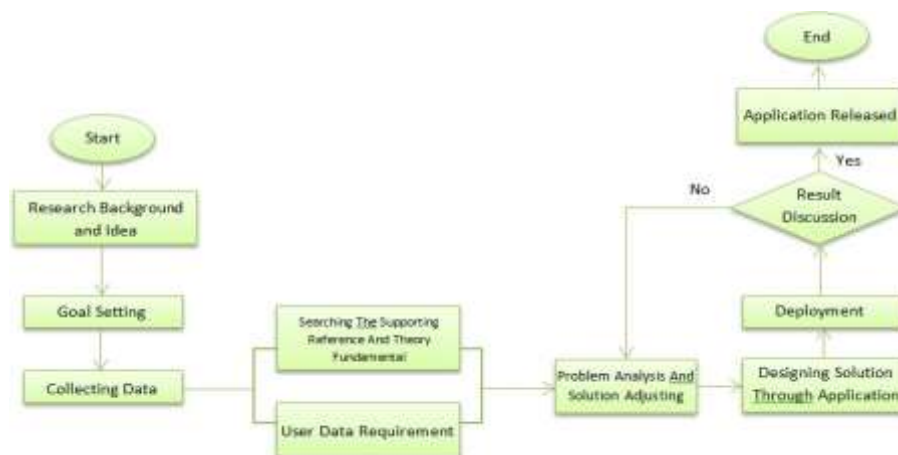 Start
Research Background
and Idea
Goal Setting
Collecting Data
Searching The Supporting
Reference And Theory
Fundamental
User Data Requirement
Problem Analysis And
Solution Adjusting
Designing Solution
Through Application
Deployment
Result
Discussion
No
Yes
Application Released
End